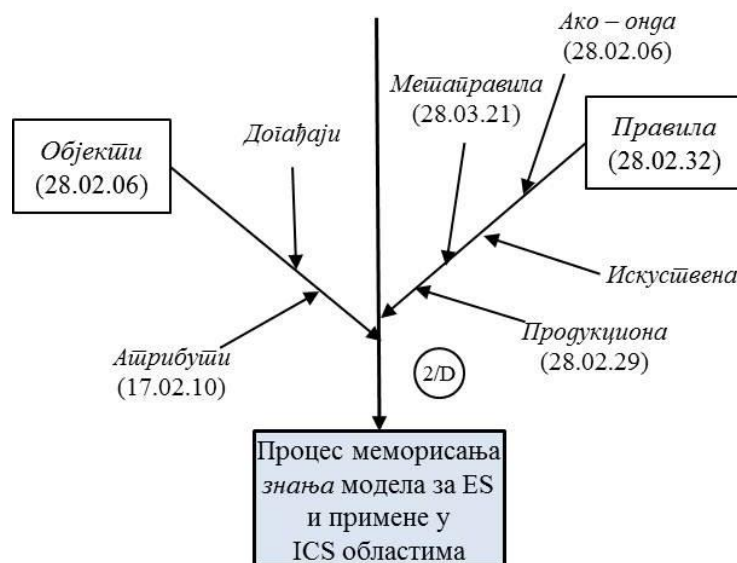 Ако – онда
(28.02.06)
Метаправила
(28.03.21)
Правила
(28.02.32)
Догађаји
Објекти
(28.02.06)
Искуствена
Продукциона
(28.02.29)
Атрибути
(17.02.10)
2/D
Процес меморисања
знања модела за ES
и примене у
ICS областима